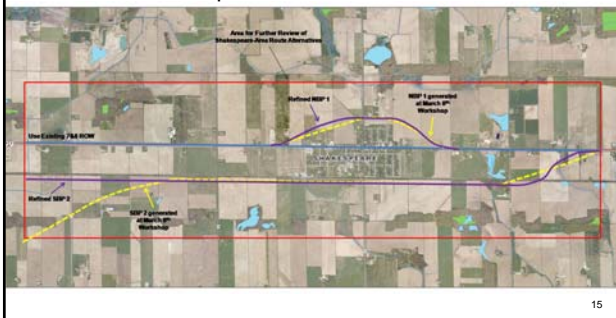 Area for Further Review of
Shakespeare-Area Route Alternatives
Refined NBP 1
NBP 1 generated
at March 8th
Workshop
Use Existing 7&8 ROW
SHAKESPEARE
Refined SBP 2
SBP 2 generated
at March 8th
Workshop
15